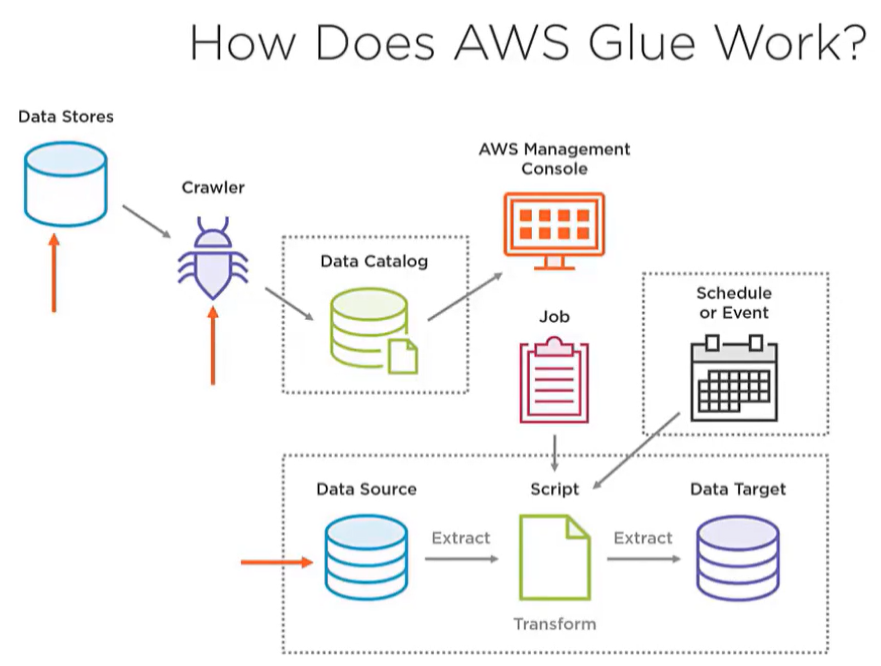 How Does AWS Glue Work?
Data Stores
Crawler
Data Catalog
AWS Management
Console
Job
Schedule
or Event
Data Source
Extract
Script
Transform
Extract
Data Target